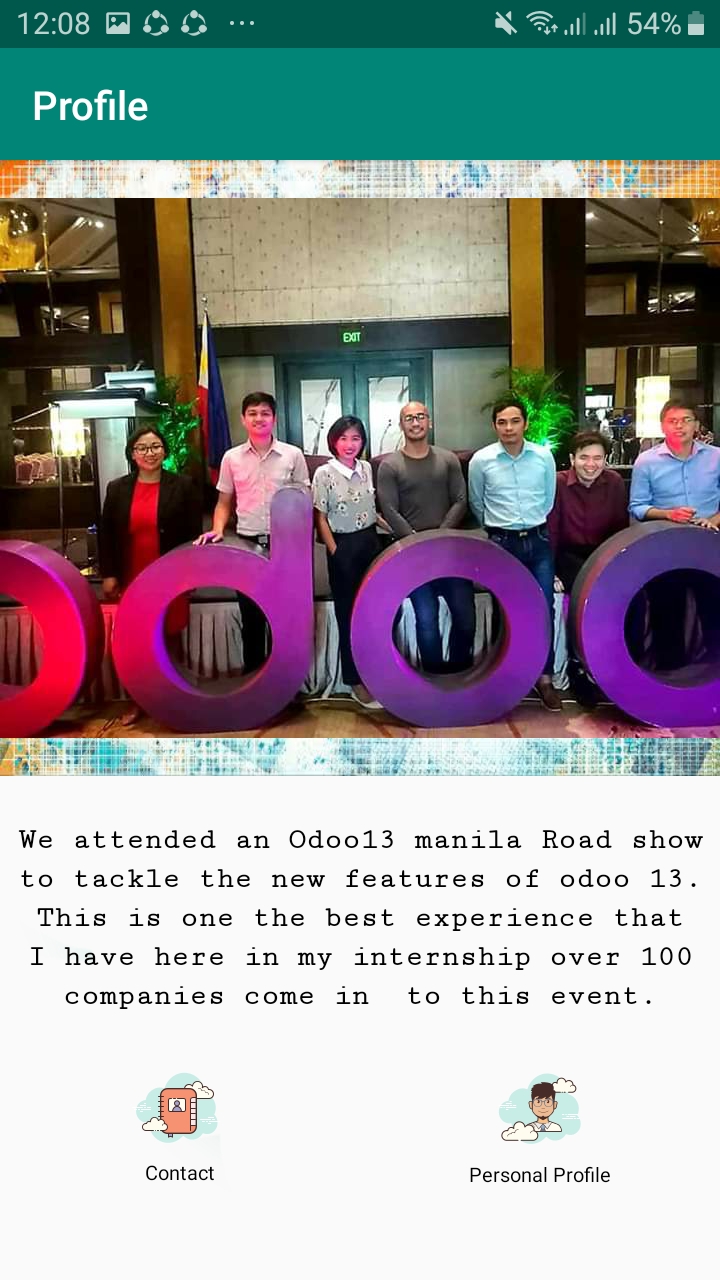 12:08
54%
Profile
EXIT
odoo
We attended an Odoo13 manila Road show
to tackle the new features of odoo 13.
This is one the best experience that
I have here in my internship over 100
companies come in  to this event.
Contact
Personal Profile